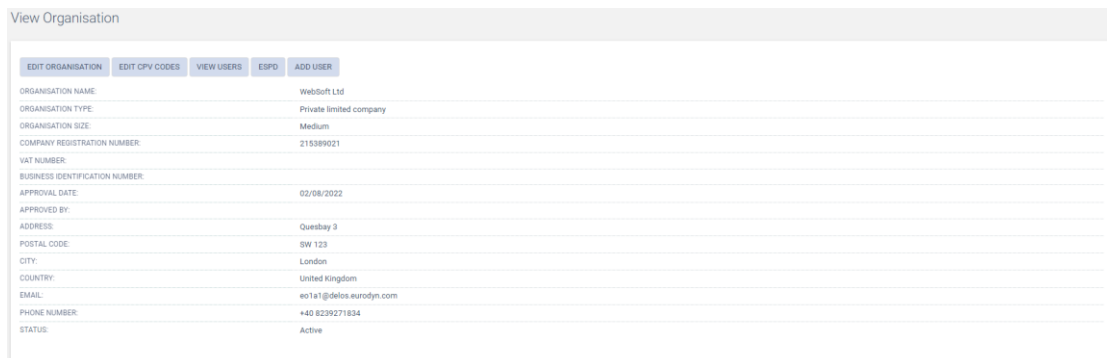 View Organisation
EDIT ORGANISATION EDIT CPV CODES VIEW USERS ESPD ADD USER
ORGANISATION NAME: WebSoft Ltd
ORGANISATION TYPE: Private limited company
ORGANISATION SIZE: Medium
COMPANY REGISTRATION NUMBER: 215389021
VAT NUMBER:
BUSINESS IDENTIFICATION NUMBER:
APPROVAL DATE: 02/08/2022
APPROVED BY:
ADDRESS: Quesbay 3
POSTAL CODE: SW 123
CITY: London
COUNTRY: United Kingdom
EMAIL: eo1a1@delos.eurodyn.com
PHONE NUMBER: +40 8239271834
STATUS: Active